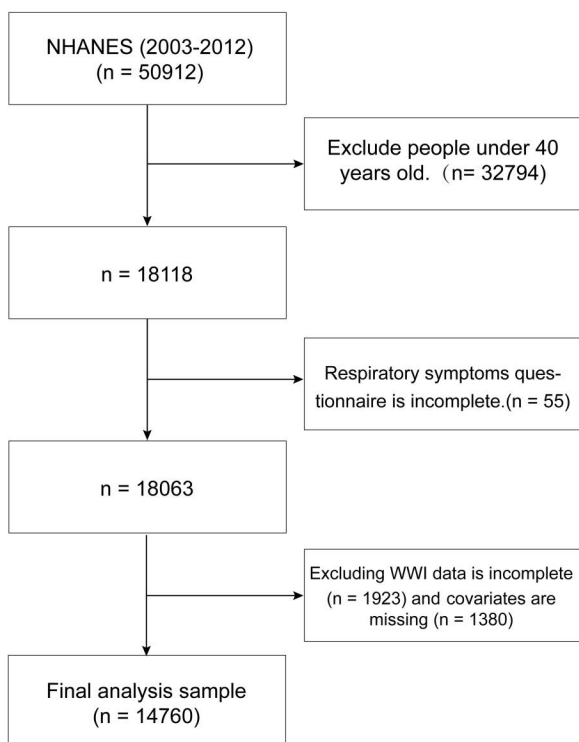 NHANES (2003-2012)
(n = 50912)
Exclude people under 40
years old.（n= 32794)
n = 18118
Respiratory symptoms ques-
tionnaire is incomplete.(n = 55)
n = 18063
Excluding WWI data is incomplete
(n = 1923) and covariates are
missing (n = 1380)
Final analysis sample
(n = 14760)